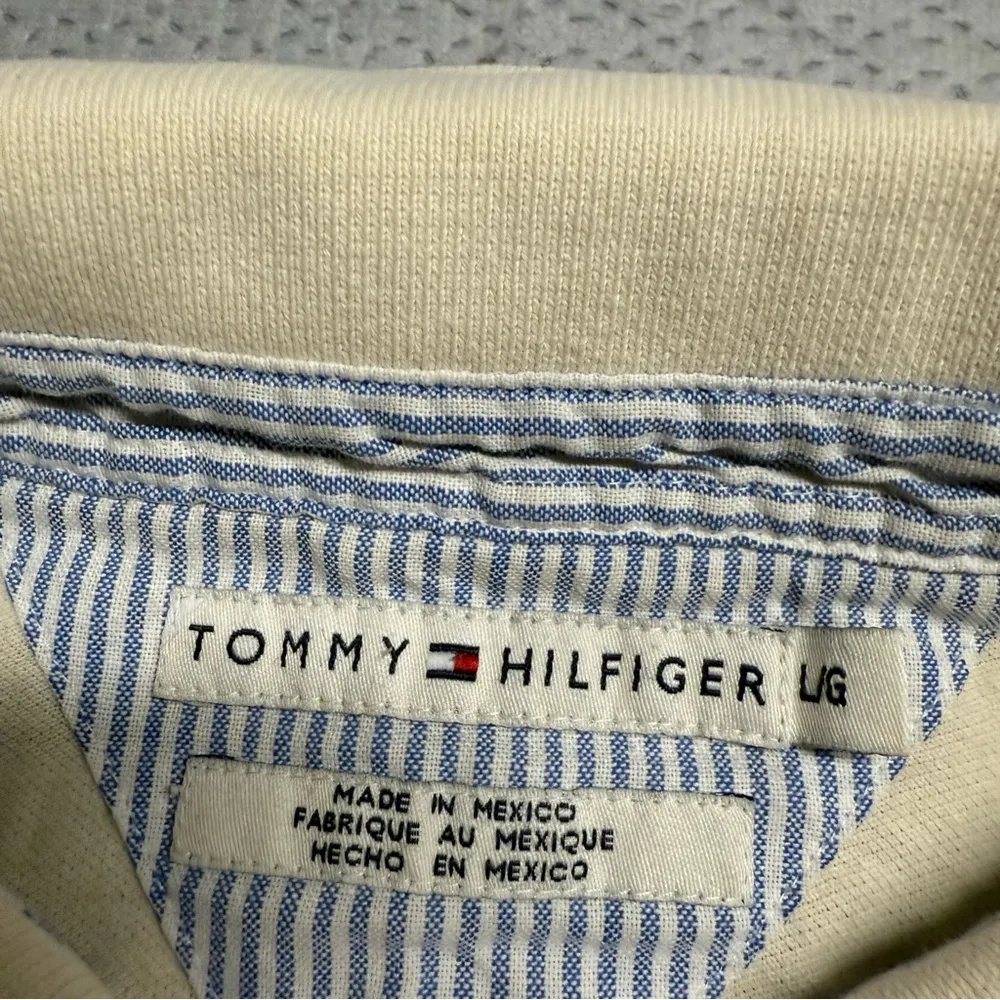 TOMMY HILFIGER L/G
MADE IN MEXICO
FABRIQUE AU MEXIQUE
HECHO EN MEXICO